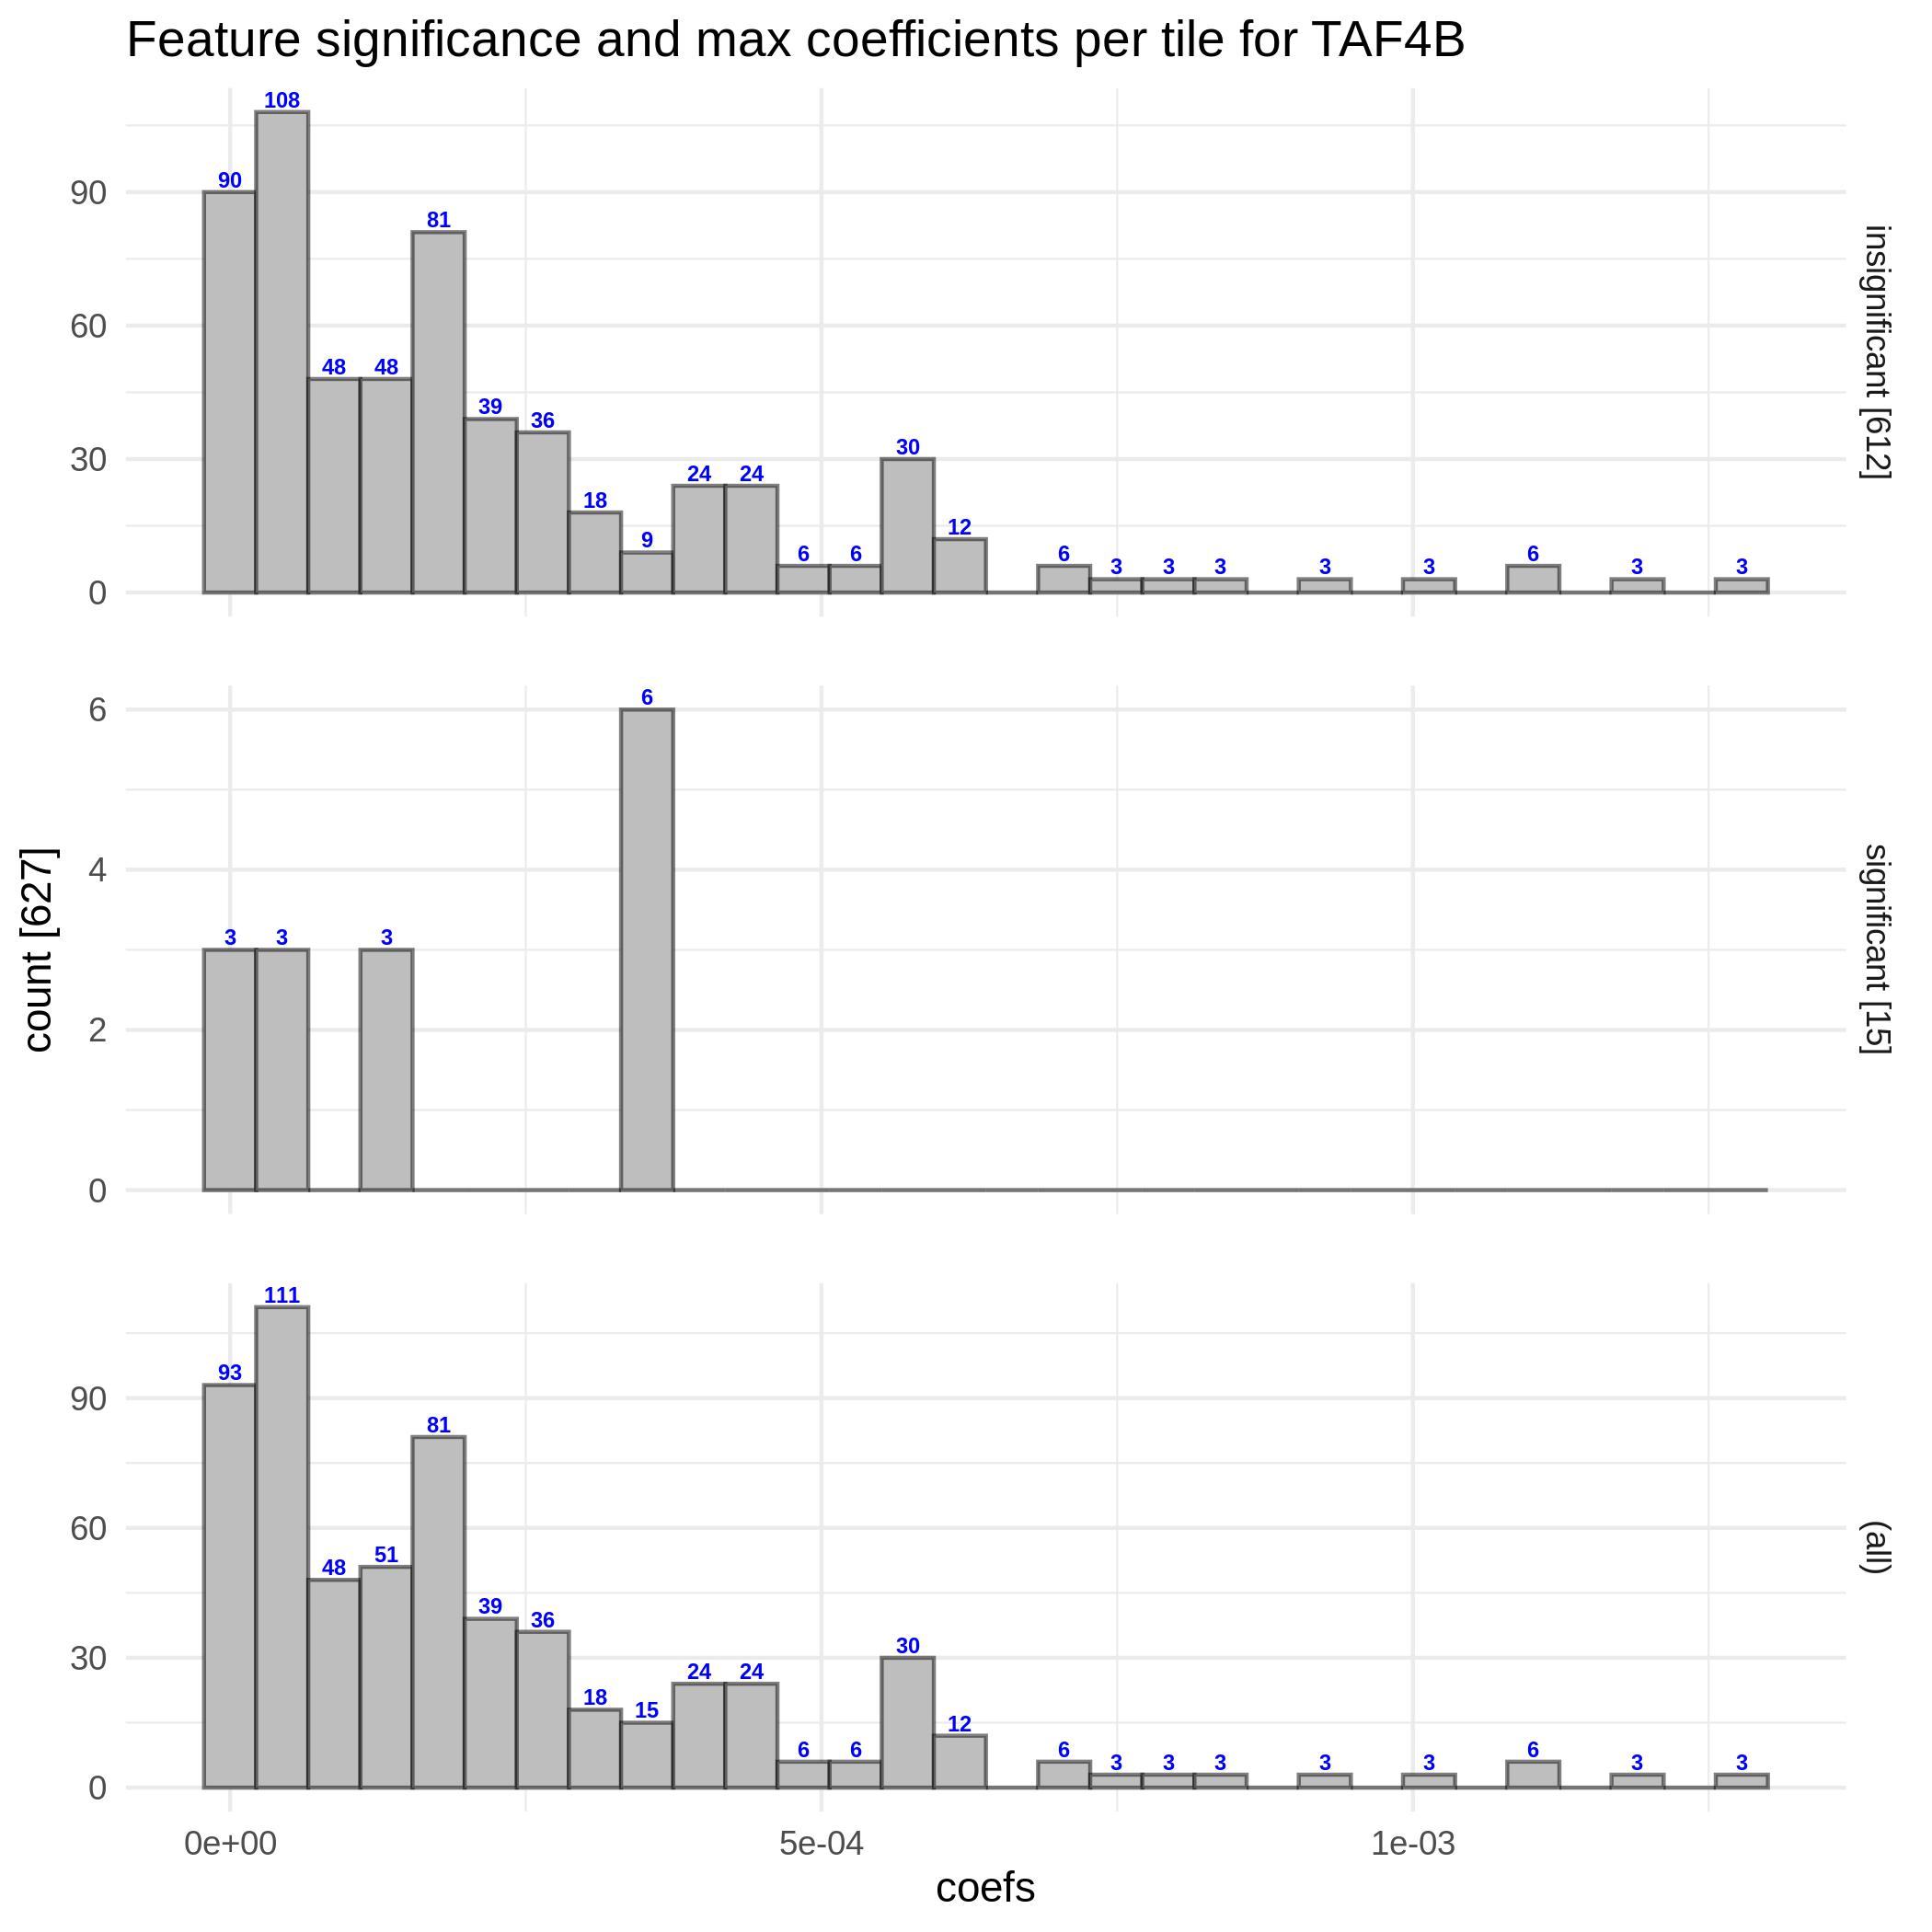 Feature significance and max coefficients per tile for TAF4B
108
90
81
48 48
39 36
18 9 24 24 6 6 30 12 6 3 3 3 3 3 6 3 3
90
60
30
0
insignificant [612]
3 3 3 6
6
4
2
0
significant [15]
count [627]
111
93
81
48 51
39 36
18 15 24 24 6 6 30 12 6 3 3 3 3 3 6 3 3
90
60
30
0
(all)
0e+00 5e-04 1e-03
coefs